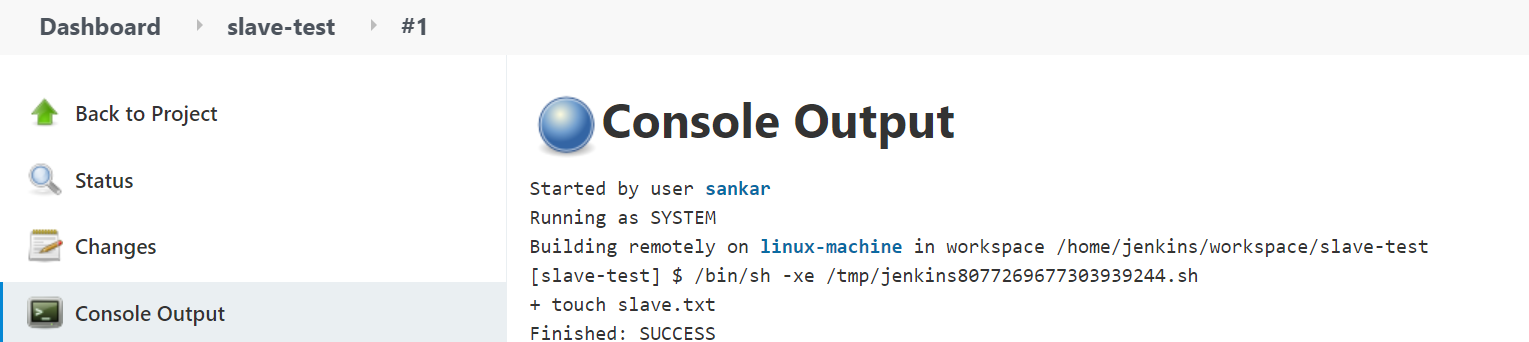 Dashboard slave-test #1
Back to Project
Status
Changes
Console Output
Console Output
Started by user sankar
Running as SYSTEM
Building remotely on linux-machine in workspace /home/jenkins/workspace/slave-test
[slave-test] $ /bin/sh -xe /tmp/jenkins8077269677303939244.sh
+ touch slave.txt
Finished: SUCCESS